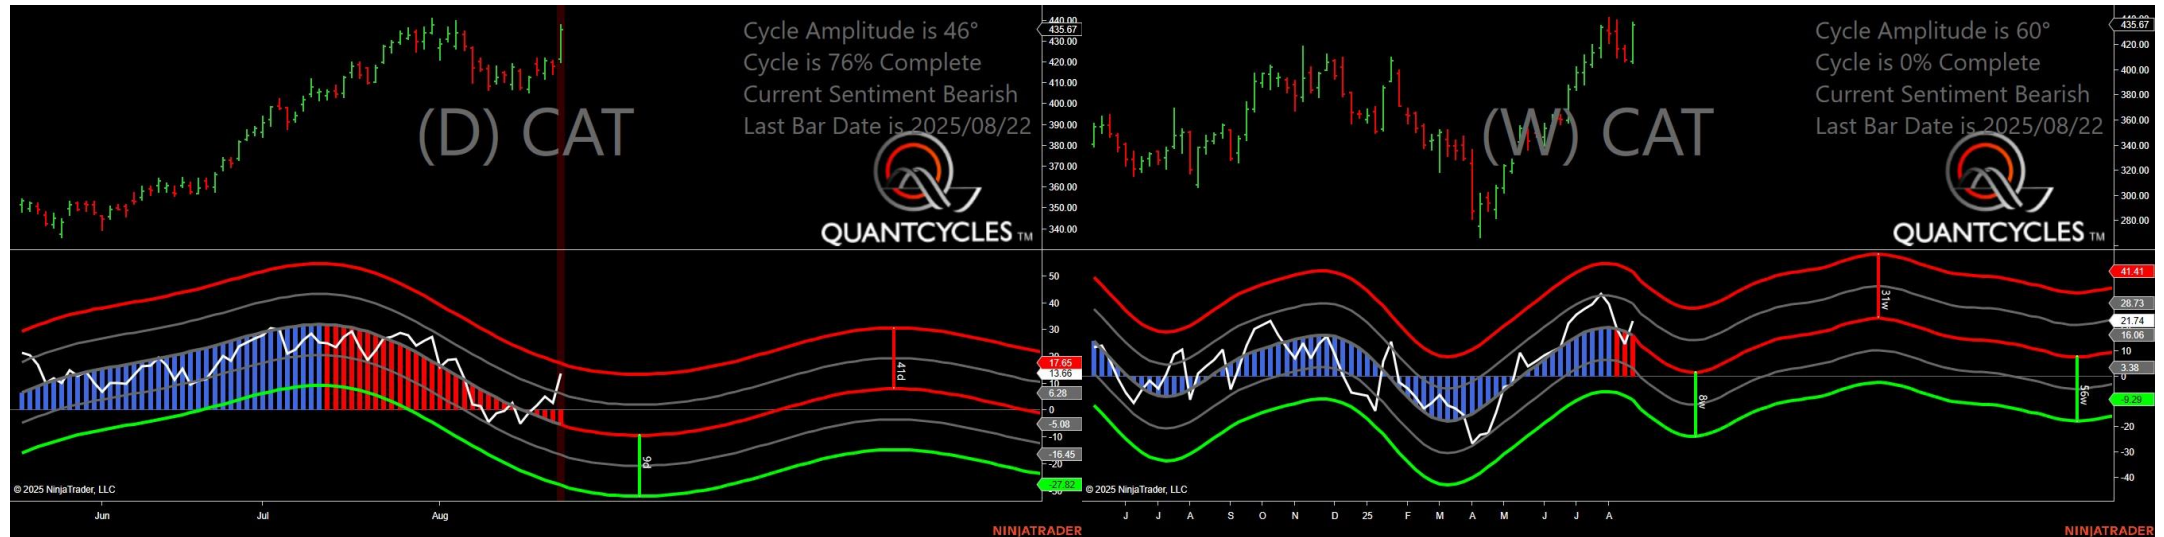 Cycle Amplitude is 46°
Cycle is 76% Complete
Current Sentiment Bearish
Last Bar Date is 2025/08/22
(D) CAT
QUANTCYCLES TM
440.00
435.67
430.00
420.00
410.00
400.00
390.00
380.00
370.00
360.00
350.00
340.00
50
40
30
17.65
13.66
10
6.28
0
-5.08
-10
-16.45
-20
-27.82
41d
9d
© 2025 NinjaTrader, LLC
Jun Jul Aug
NINJATRADER
Cycle Amplitude is 60°
Cycle is 0% Complete
Current Sentiment Bearish
Last Bar Date is 2025/08/22
(W) CAT
QUANTCYCLES TM
435.67
420.00
400.00
380.00
360.00
340.00
320.00
300.00
280.00
41.41
28.73
21.74
16.06
10
3.38
0
-9.29
-20
-30
-40
31w
8w
56w
© 2025 NinjaTrader, LLC
J J A S O N D 25 F M A M J J A
NINJATRADER